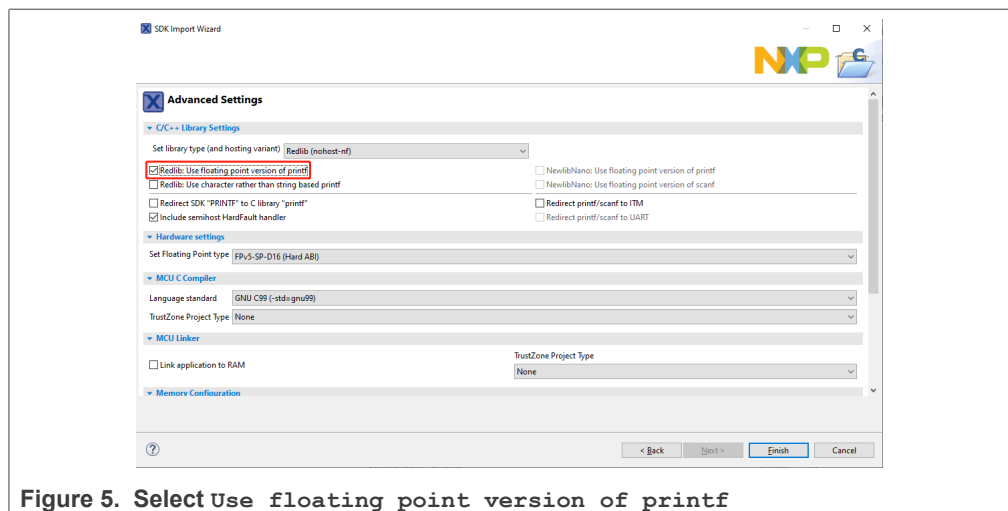 SDK Import Wizard
NXP
Advanced Settings
C/C++ Library Settings
Set library type (and hosting variant) Redlib (nohost-nf)
Redlib: Use floating point version of printf NewlibNano: Use floating point version of printf
Redlib: Use character rather than string based printf NewlibNano: Use floating point version of scanf
Redirect SDK "PRINTF" to C library "printf" Redirect printf/scanf to ITM
Include semihost HardFault handler Redirect printf/scanf to UART
Hardware settings
Set Floating Point type FPv5-SP-D16 (Hard ABI)
MCU C Compiler
Language standard GNU C99 (-std=gnu99)
TrustZone Project Type None
MCU Linker
TrustZone Project Type
Link application to RAM
None
Memory Configuration
? < Back Next > Finish Cancel
Figure 5. Select Use floating point version of printf